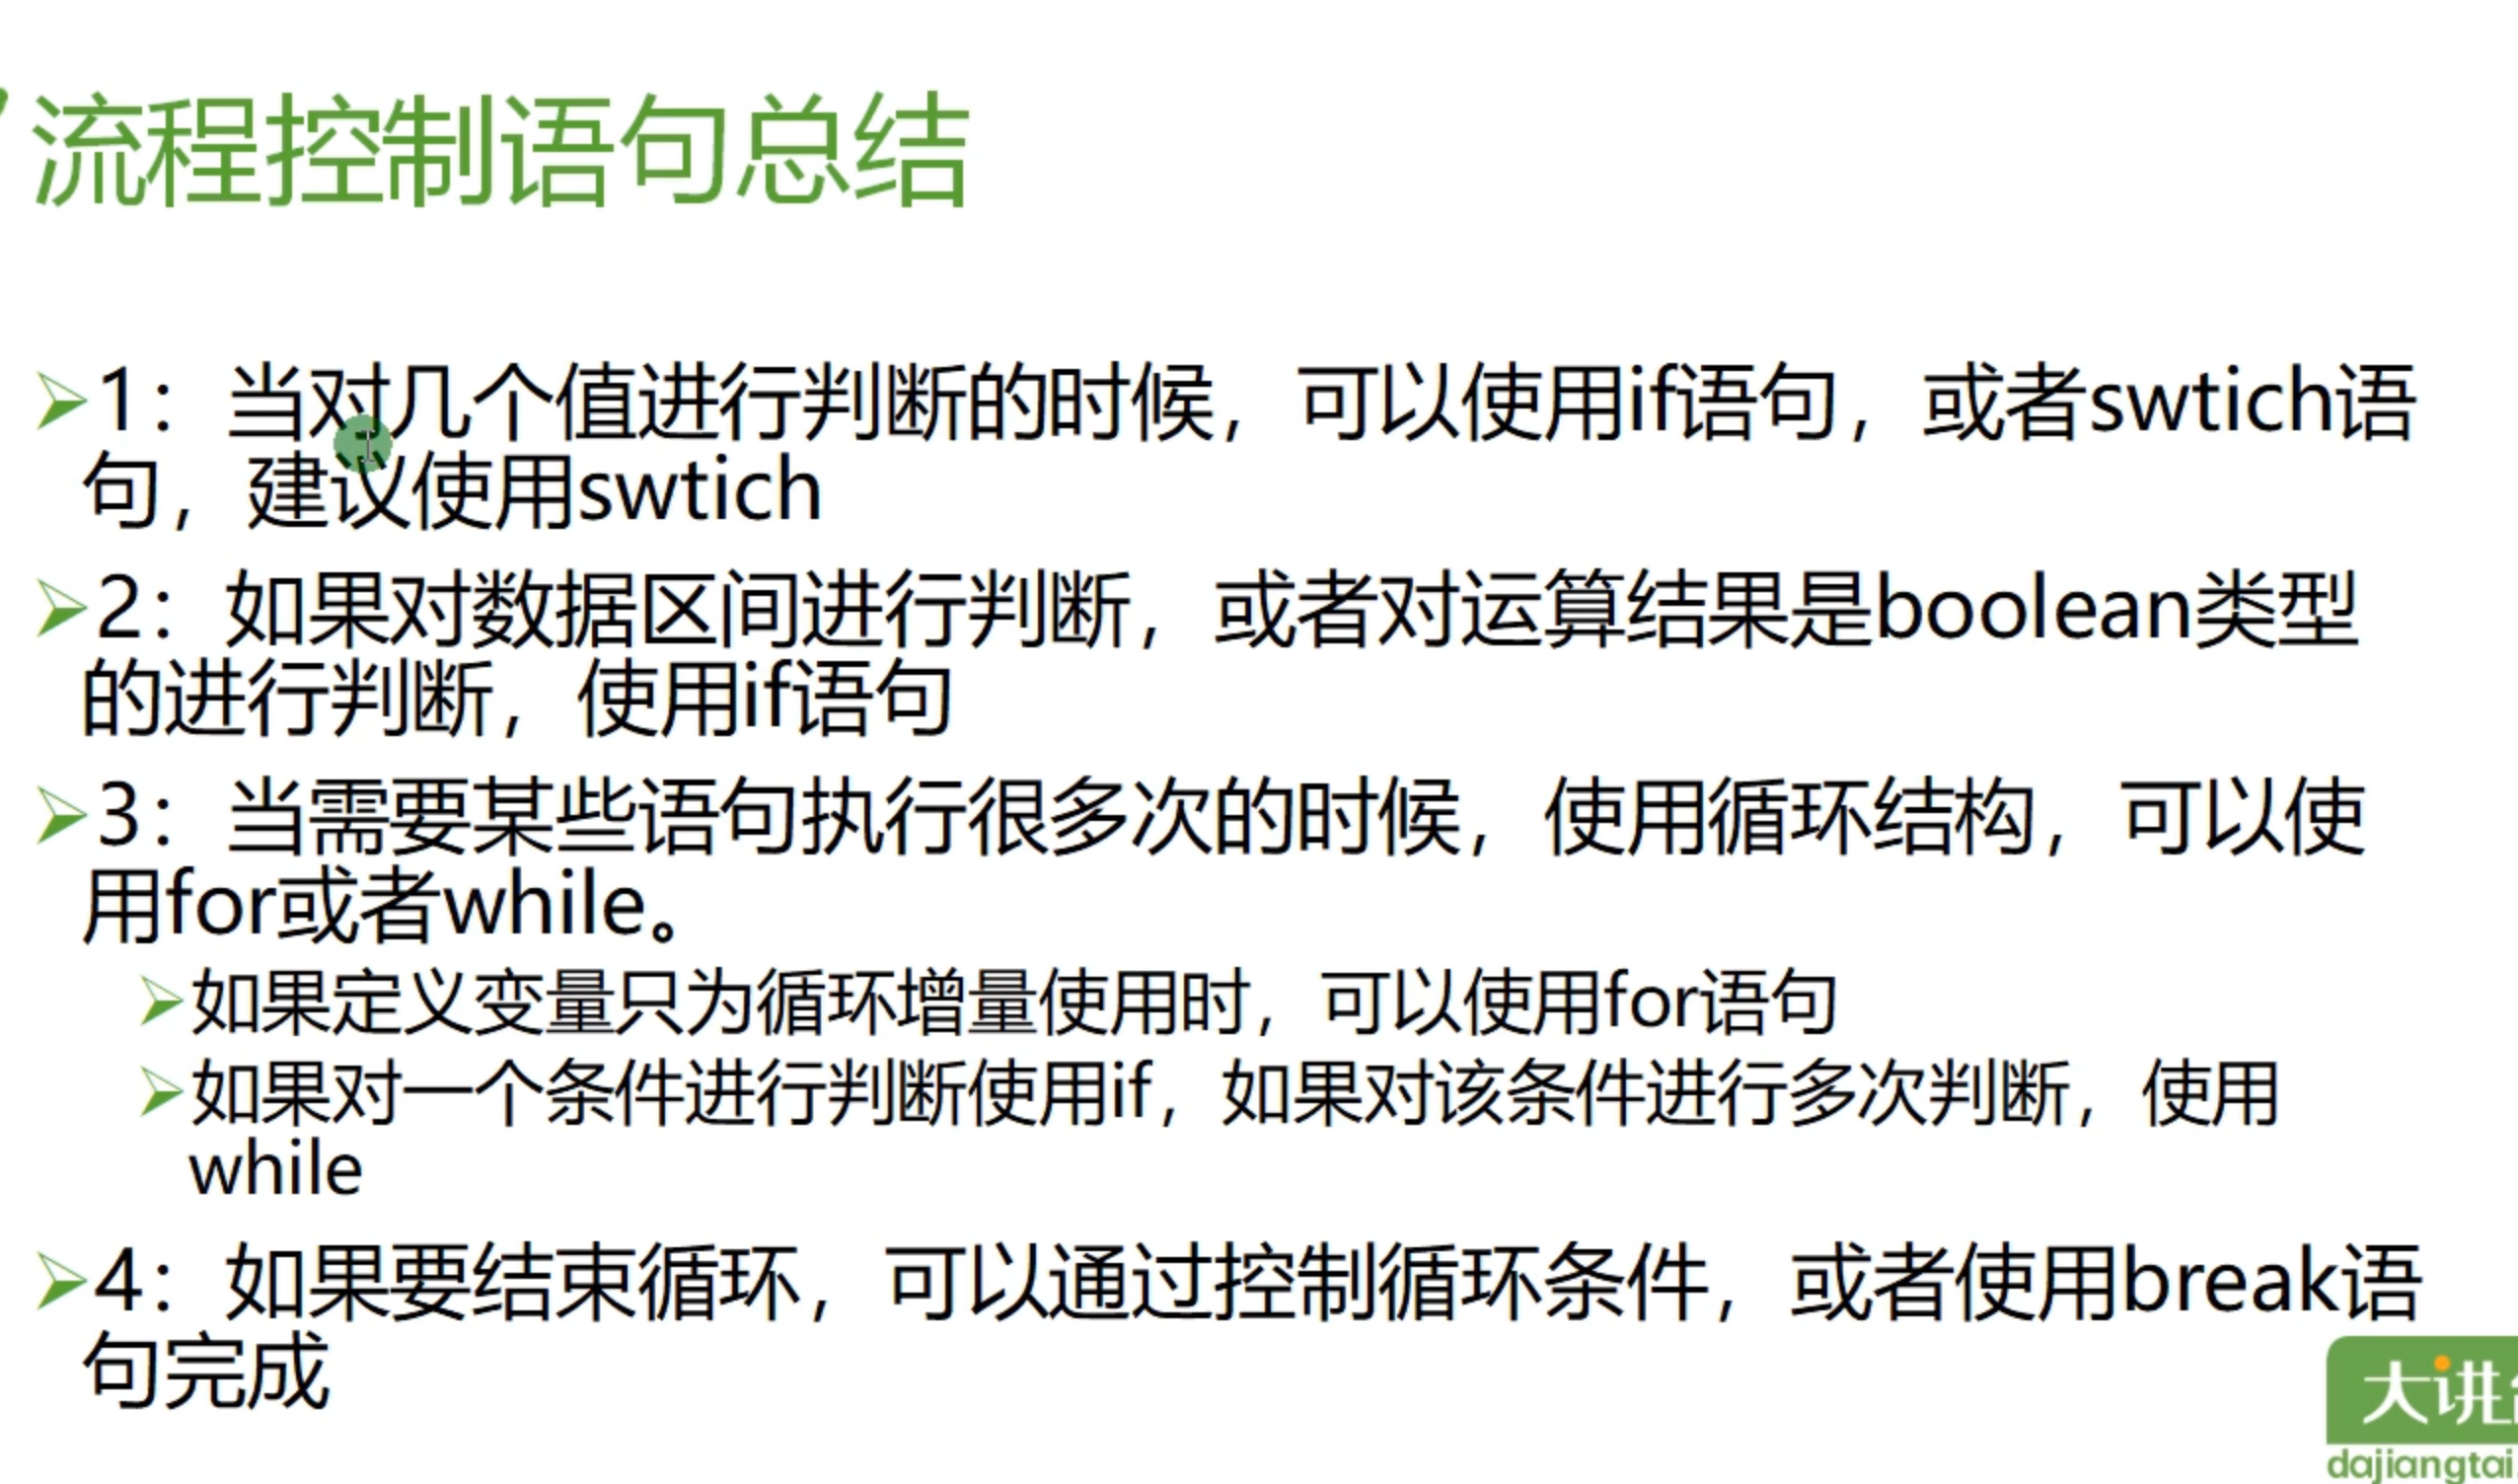 流程控制语句总结
1：当对几个值进行判断的时候，可以使用if语句，或者swtich语
句，建议使用swtich
2：如果对数据区间进行判断，或者对运算结果是boolean类型
的进行判断，使用if语句
3：当需要某些语句执行很多次的时候，使用循环结构，可以使
用for或者while。
如果定义变量只为循环增量使用时，可以使用for语句
如果对一个条件进行判断使用if，如果对该条件进行多次判断，使用
while
4：如果要结束循环，可以通过控制循环条件，或者使用break语
句完成
大讲
dajiangtai